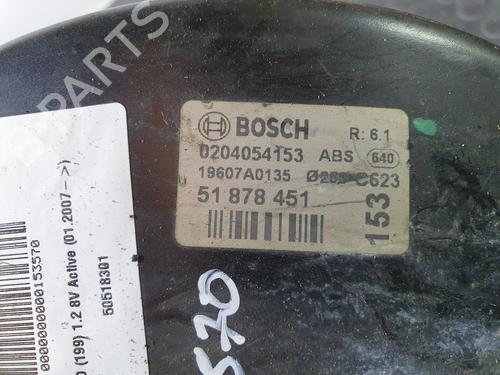 BOSCH R: 6.1
0204054153 ABS 640
19607A0135 C623
51 878 451
153
(199) 1.2 8V Active (01.2007-->)
50518301
0000000000153570
570
B PARTS